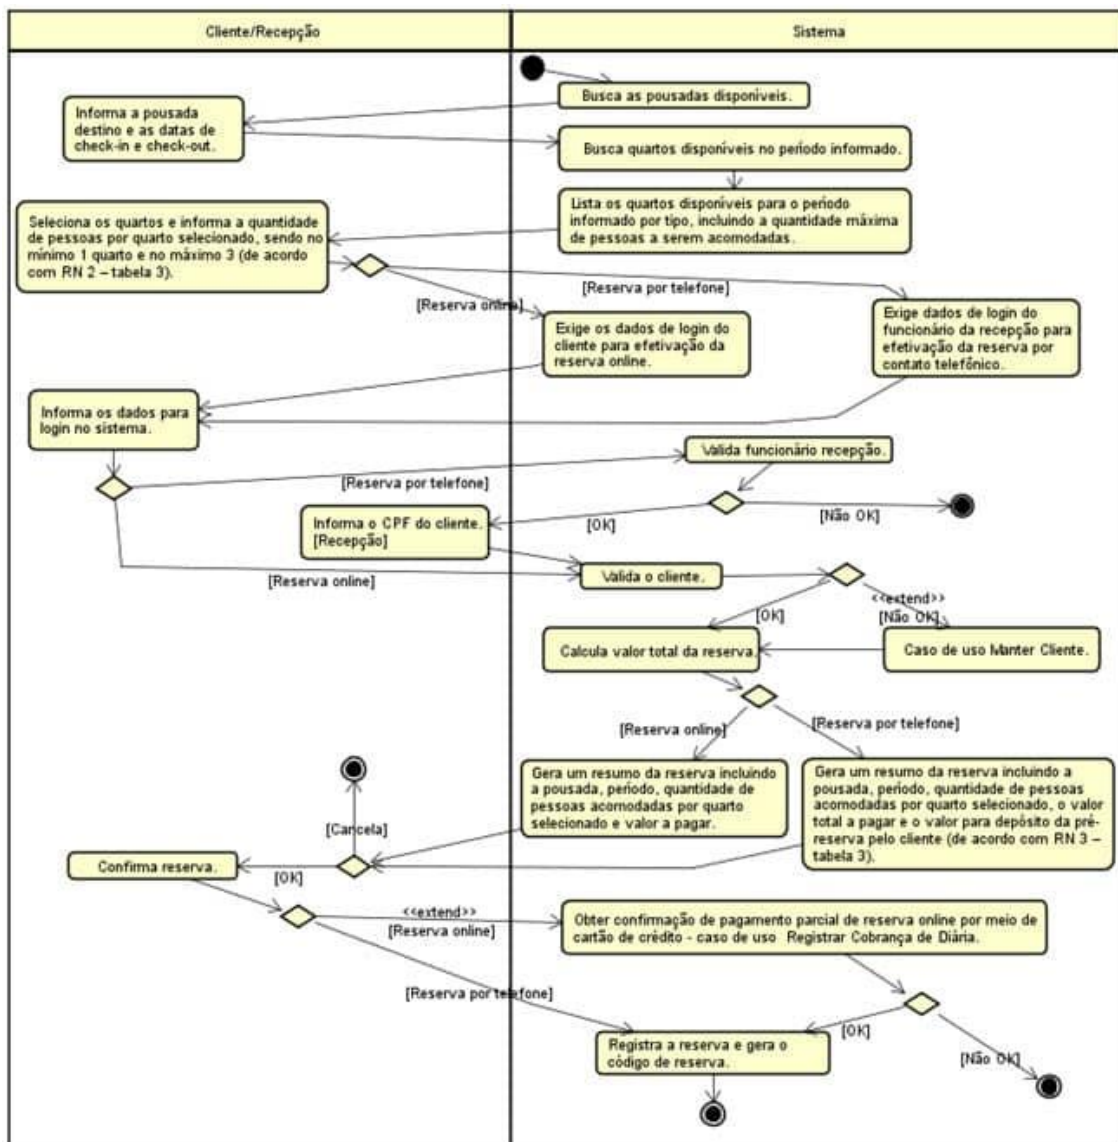 Cliente/Recepção
Sistema
Busca as pousadas disponíveis.
Informa a pousada
destino e as datas de
check-in e check-out.
Busca quartos disponíveis no período informado.
Lista os quartos disponíveis para o período
informado por tipo, incluindo a quantidade máxima
de pessoas a serem acomodadas.
Seleciona os quartos e informa a quantidade
de pessoas por quarto selecionado, sendo no
mínimo 1 quarto e no máximo 3 (de acordo
com RN 2 – tabela 3).
[Reserva por telefone]
[Reserva online]
Exige os dados de login do
cliente para efetivação da
reserva online.
Exige dados de login do
funcionário da recepção para
efetivação da reserva por
contato telefônico.
Informa os dados para
login no sistema.
Valida funcionário recepção.
[Reserva por telefone]
[OK]
[Não OK]
Informa o CPF do cliente.
[Recepção]
[Reserva online]
Valida o cliente.
<<extend>>
[Não OK]
[OK]
Calcula valor total da reserva.
Caso de uso Manter Cliente.
[Reserva online]
[Reserva por telefone]
Gera um resumo da reserva incluindo
a pousada, período, quantidade de
pessoas acomodadas por quarto
selecionado e valor a pagar.
Gera um resumo da reserva incluindo a
pousada, período, quantidade de pessoas
acomodadas por quarto selecionado, o valor
total a pagar e o valor para depósito da pré-
reserva pelo cliente (de acordo com RN 3 –
tabela 3).
[Cancela]
Confirma reserva.
[OK]
<<extend>>
[Reserva online]
Obter confirmação de pagamento parcial de reserva online por meio de
cartão de crédito - caso de uso Registrar Cobrança de Diária.
[Reserva por telefone]
[OK]
[Não OK]
Registra a reserva e gera o
código de reserva.